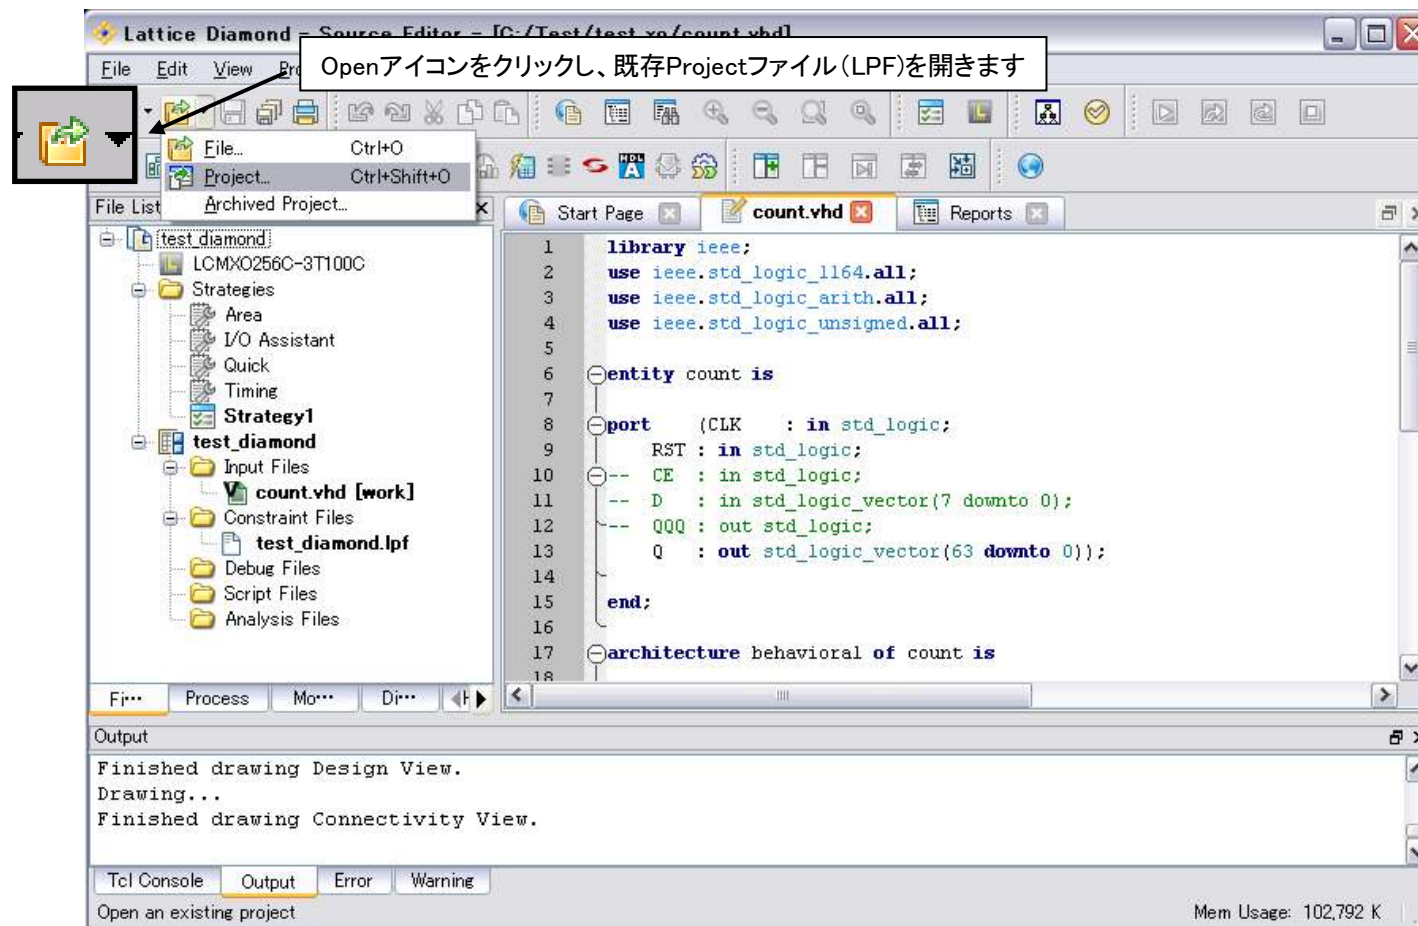 Lattice Diamond - Source Editor - [C:/Test/test_xo/count.vhd]
Openアイコンをクリックし、既存Projectファイル(LPF)を開きます
File Edit View Pro
File... Ctrl+O
Project... Ctrl+Shift+O
Archived Project...
File List
Start Page
count.vhd
Reports
test_diamond
LCMXO256C-3T100C
Strategies
Area
I/O Assistant
Quick
Timing
Strategy1
test_diamond
Input Files
count.vhd [work]
Constraint Files
test_diamond.lpf
Debug Files
Script Files
Analysis Files
1 library ieee;
2 use ieee.std_logic_1164.all;
3 use ieee.std_logic_arith.all;
4 use ieee.std_logic_unsigned.all;
5
6 entity count is
7
8 port (CLK : in std_logic;
9 RST : in std_logic;
10 -- CE : in std_logic;
11 -- D : in std_logic_vector(7 downto 0);
12 -- QQQ : out std_logic;
13 Q : out std_logic_vector(63 downto 0));
14
15 end;
16
17 architecture behavioral of count is
18
Fi... Process Mo... Di...
Output
Finished drawing Design View.
Drawing...
Finished drawing Connectivity View.
Tcl Console Output Error Warning
Open an existing project
Mem Usage: 102,792 K